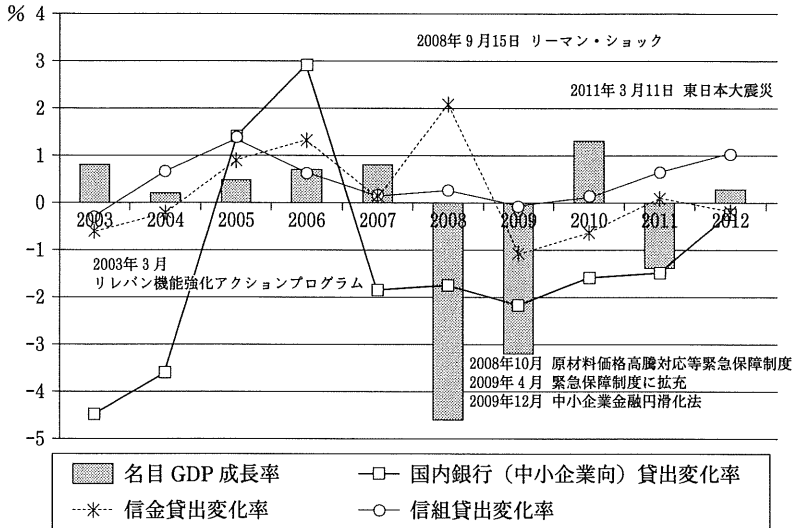 %
4
2008年9月15日 リーマン・ショック
3
2011年3月11日 東日本大震災
2
1
0
2003 2004 2005 2006 2007 2008 2009 2010 2011 2012
-1
2003年3月
リレバン機能強化アクションプログラム
-2
-3
2008年10月 原材料価格高騰対応等緊急保障制度
2009年4月 緊急保障制度に拡充
-4
2009年12月 中小企業金融円滑化法
-5
名目GDP成長率 国内銀行(中小企業向)貸出変化率
信金貸出変化率 信組貸出変化率